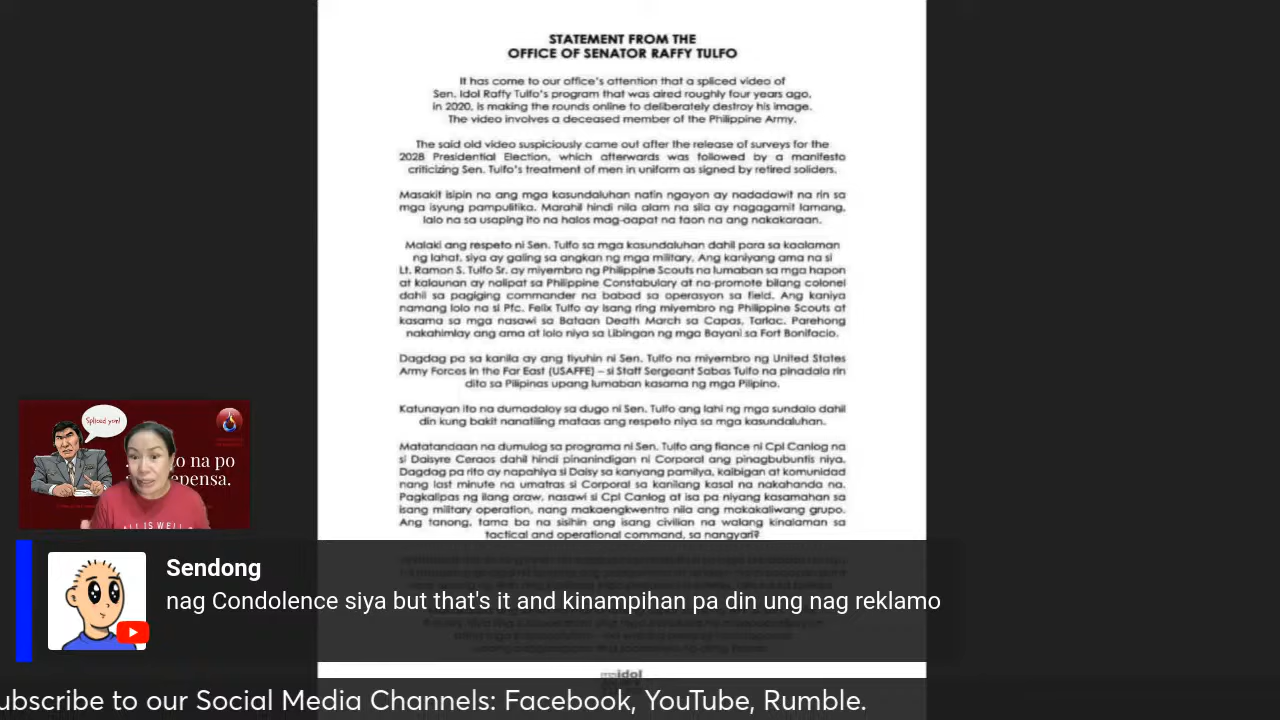 STATEMENT FROM THE
OFFICE OF SENATOR RAFFY TULFO
It has come to our office's attention that a spliced video of
Sen. Idol Raffy Tulfo's program that was aired roughly four years ago,
in 2020, is making the rounds online to deliberately destroy his image.
The video involves a deceased member of the Philippine Army.
The said old video suspiciously came out after the release of surveys for the
2028 Presidential Election, which afterwards was followed by a manifesto
criticizing Sen. Tulfo's treatment of men in uniform as signed by retired soliders.
Masakit isipin na ang mga kasundaluhan natin ngayon ay nadadawit na rin sa
mga isyung pampulitika. Marahil hindi nila alam na sila ay nagagamit lamang,
lalo na sa usaping ito na halos mag-aapat na taon na ang nakakaraan.
Malaki ang respeto ni Sen. Tulfo sa mga kasundaluhan dahil para sa kaalaman
ng lahat, siya ay galing sa angkan ng mga military. Ang kaniyang ama na si
Lt. Ramon S. Tulfo Sr. ay miyembro ng Philippine Scouts na lumaban sa mga hapon
at kalaunan ay nalipat sa Philippine Constabulary at na-promote bilang colonel
dahil sa pagiging commander na babad sa operasyon sa field. Ang kaniya
namang lolo na si Pfc. Felix Tulfo ay isang ring miyembro ng Philippine Scouts at
kasama sa mga nasawi sa Bataan Death March sa Capas, Tarlac. Parehong
nakahimlay ang ama at lolo niya sa Libingan ng mga Bayani sa Fort Bonifacio.
Dagdag pa sa kanila ay ang tiyuhin ni Sen. Tulfo na miyembro ng United States
Army Forces in the Far East (USAFFE) – si Staff Sergeant Sabas Tulfo na pinadala rin
dito sa Pilipinas upang lumaban kasama ng mga Pilipino.
Katunayan ito na dumadaloy sa dugo ni Sen. Tulfo ang lahi ng mga sundalo dahil
din kung bakit nanatiling mataas ang respeto niya sa mga kasundaluhan.
Matatandaan na dumulog sa programa ni Sen. Tulfo ang fiance ni Cpl Canlog na
si Daisyre Ceraos dahil hindi pinanindigan ni Corporal ang pinagbubuntis niya.
Dagdag pa rito ay napahiya si Daisy sa kanyang pamilya, kaibigan at komunidad
nang last minute na umatras si Corporal sa kanilang kasal na nakahanda na.
Pagkalipas ng ilang araw, nasawi si Cpl Canlog at isa pa niyang kasamahan sa
isang military operation, nang makaengkwentro nila ang makakaliwang grupo.
Ang tanong, tama ba na sisihin ang isang civilian na walang kinalaman sa
tactical and operational command, sa nangyari?
Spliced yun!
na po
epensa.
ALL IS WELL
Sendong
nag Condolence siya but that's it and kinampihan pa din ung nag reklamo
idol
ubscribe to our Social Media Channels: Facebook, YouTube, Rumble.